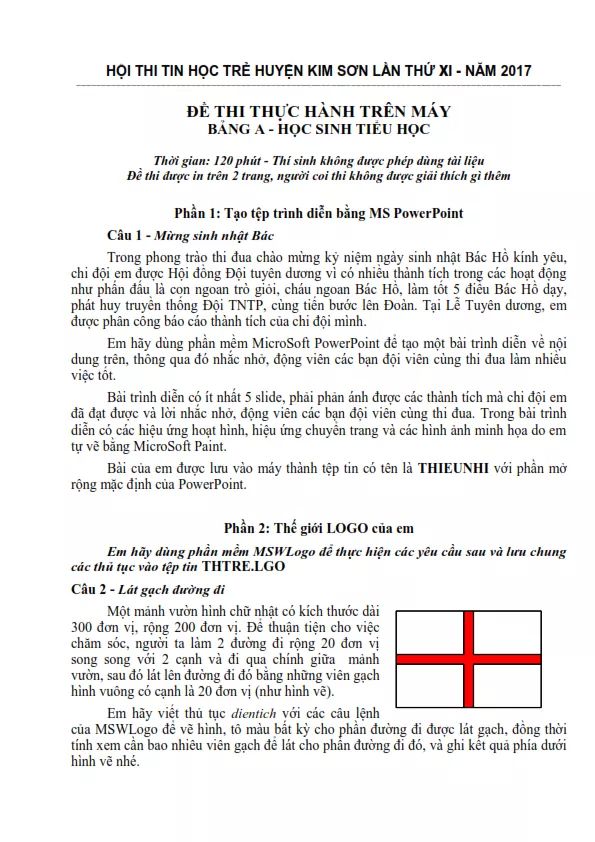 HỘI THI TIN HỌC TRẺ HUYỆN KIM SƠN LẦN THỨ XI - NĂM 2017
ĐỀ THI THỰC HÀNH TRÊN MÁY
BẢNG A - HỌC SINH TIỂU HỌC
Thời gian: 120 phút - Thí sinh không được phép dùng tài liệu
Đề thi được in trên 2 trang, người coi thi không được giải thích gì thêm
Phần 1: Tạo tệp trình diễn bằng MS PowerPoint
Câu 1 - Mừng sinh nhật Bác
Trong phong trào thi đua chào mừng kỷ niệm ngày sinh nhật Bác Hồ kính yêu,
chi đội em được Hội đồng Đội tuyên dương vì có nhiều thành tích trong các hoạt động
như phấn đấu là con ngoan trò giỏi, cháu ngoan Bác Hồ, làm tốt 5 điều Bác Hồ dạy,
phát huy truyền thống Đội TNTP, cùng tiến bước lên Đoàn. Tại Lễ Tuyên dương, em
được phân công báo cáo thành tích của chi đội mình.
Em hãy dùng phần mềm MicroSoft PowerPoint để tạo một bài trình diễn về nội
dung trên, thông qua đó nhắc nhở, động viên các bạn đội viên cùng thi đua làm nhiều
việc tốt.
Bài trình diễn có ít nhất 5 slide, phải phản ánh được các thành tích mà chi đội em
đã đạt được và lời nhắc nhở, động viên các bạn đội viên cùng thi đua. Trong bài trình
diễn có các hiệu ứng hoạt hình, hiệu ứng chuyển trang và các hình ảnh minh họa do em
tự vẽ bằng MicroSoft Paint.
Bài của em được lưu vào máy thành tệp tin có tên là THIEUNHI với phần mở
rộng mặc định của PowerPoint.
Phần 2: Thế giới LOGO của em
Em hãy dùng phần mềm MSWLogo để thực hiện các yêu cầu sau và lưu chung
các thủ tục vào tệp tin THTRE.LGO
Câu 2 - Lát gạch đường đi
Một mảnh vườn hình chữ nhật có kích thước dài
300 đơn vị, rộng 200 đơn vị. Để thuận tiện cho việc
chăm sóc, người ta làm 2 đường đi rộng 20 đơn vị
song song với 2 cạnh và đi qua chính giữa mảnh
vườn, sau đó lát lên đường đi đó bằng những viên gạch
hình vuông có cạnh là 20 đơn vị (như hình vẽ).
Em hãy viết thủ tục dientich với các câu lệnh
của MSWLogo để vẽ hình, tô màu bất kỳ cho phần đường đi được lát gạch, đồng thời
tính xem cần bao nhiêu viên gạch để lát cho phần đường đi đó, và ghi kết quả phía dưới
hình vẽ nhé.